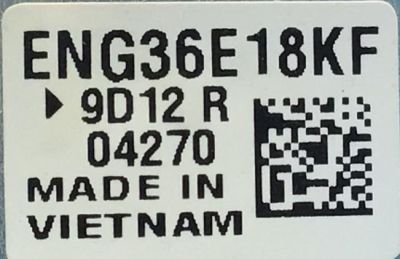 ENG36E18KF
▶ 9D12 R
04270
MADE IN
VIETNAM